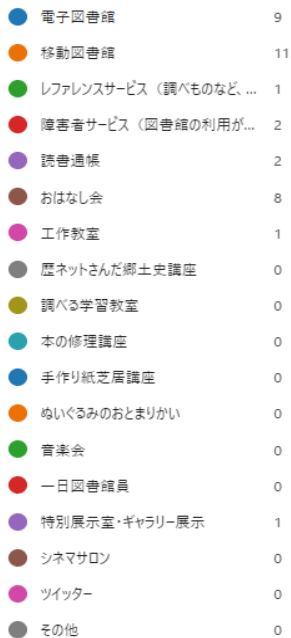 電子図書館 9
移動図書館 11
レファレンスサービス（調べものなど、... 1
障害者サービス（図書館の利用が... 2
読書通帳 2
おはなし会 8
工作教室 1
歴ネットさんだ郷土史講座 0
調べる学習教室 0
本の修理講座 0
手作り紙芝居講座 0
ぬいぐるみのおとまりかい 0
音楽会 0
一日図書館員 0
特別展示室・ギャラリー展示 1
シネマサロン 0
ツイッター 0
その他 0